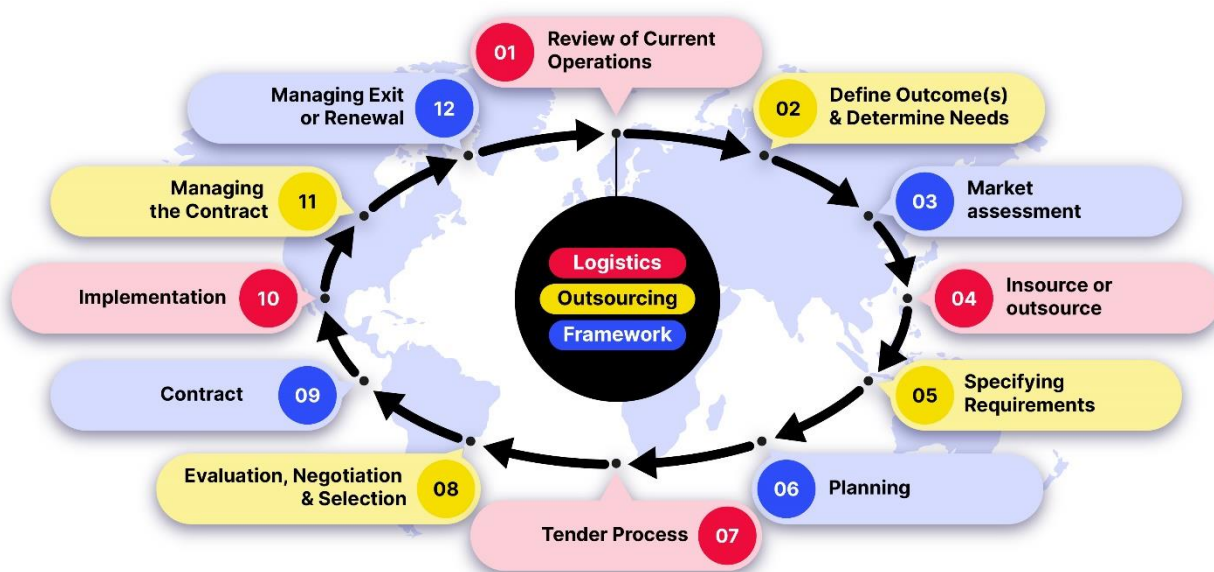 01
Review of Current
Operations
02
Define Outcome(s)
& Determine Needs
03
Market
assessment
04
Insource or
outsource
05
Specifying
Requirements
06
Planning
Tender Process
07
Evaluation, Negotiation
& Selection
08
Contract
09
Implementation
10
Managing
the Contract
11
Managing Exit
or Renewal
12
Logistics
Outsourcing
Framework